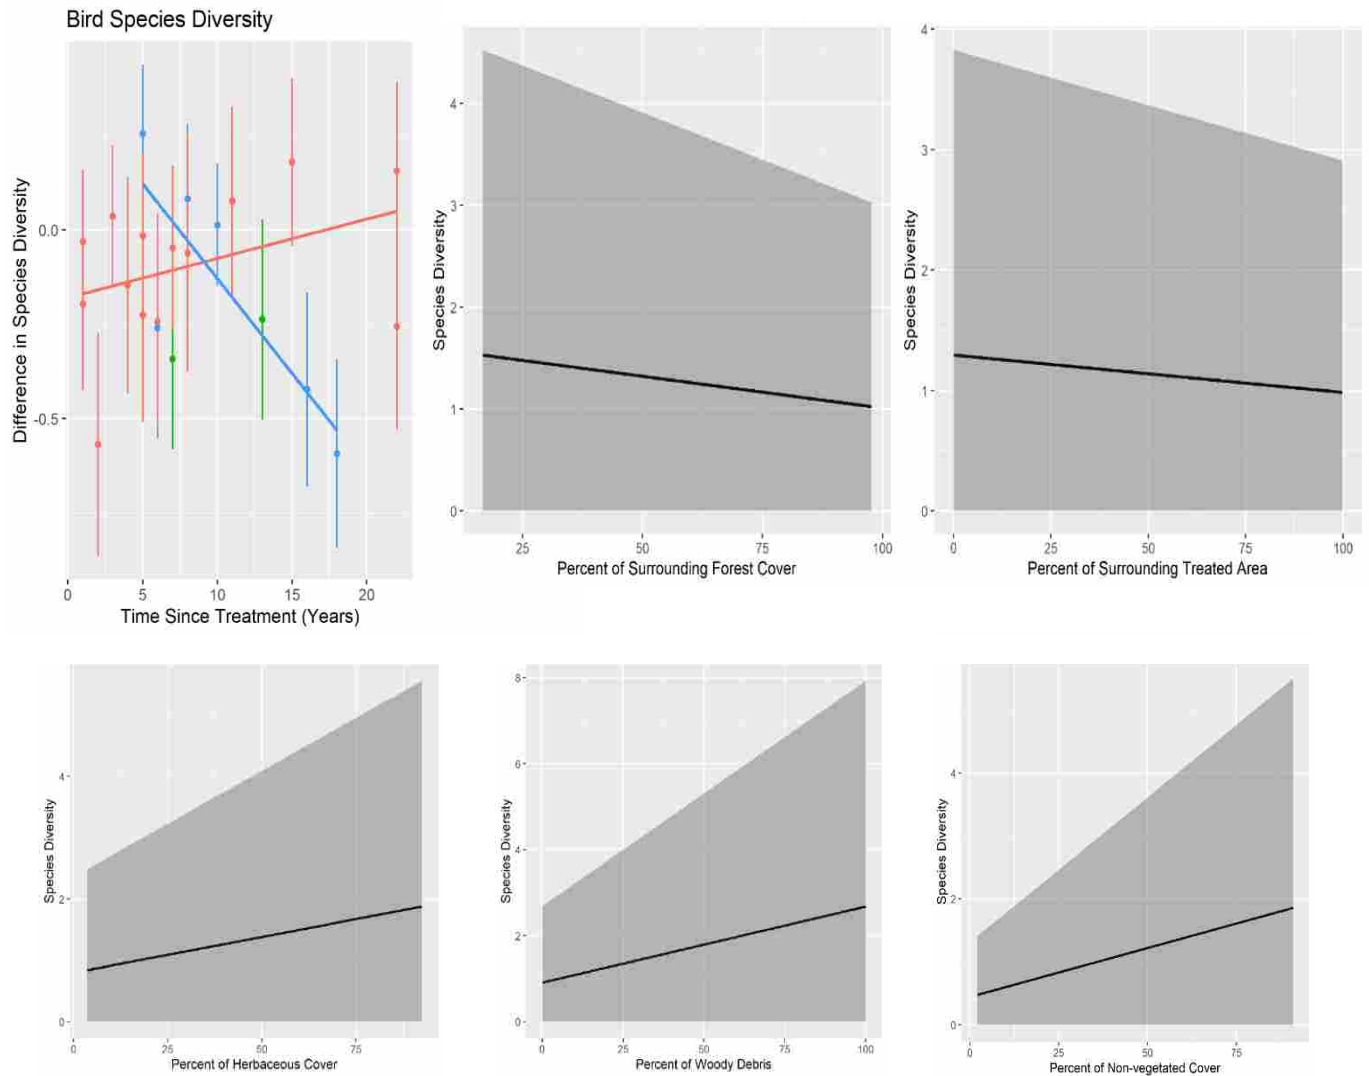 Bird Species Diversity
Difference in Species Diversity
0.0
-0.5
0 5 10 15 20
Time Since Treatment (Years)
Species Diversity
4
3
2
1
0
25 50 75 100
Percent of Surrounding Forest Cover
Species Diversity
4
3
2
1
0
0 25 50 75 100
Percent of Surrounding Treated Area
Species Diversity
4
2
0
0 25 50 75
Percent of Herbaceous Cover
Species Diversity
8
6
4
2
0
0 25 50 75 100
Percent of Woody Debris
Species Diversity
4
2
0
0 25 50 75
Percent of Non-vegetated Cover